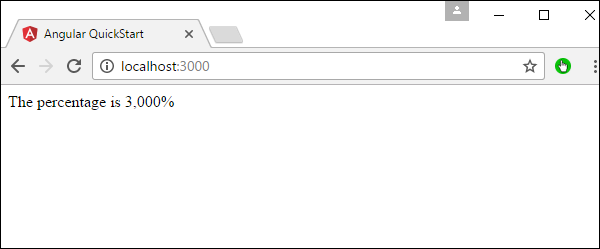 Angular QuickStart
localhost:3000
The percentage is 3,000%